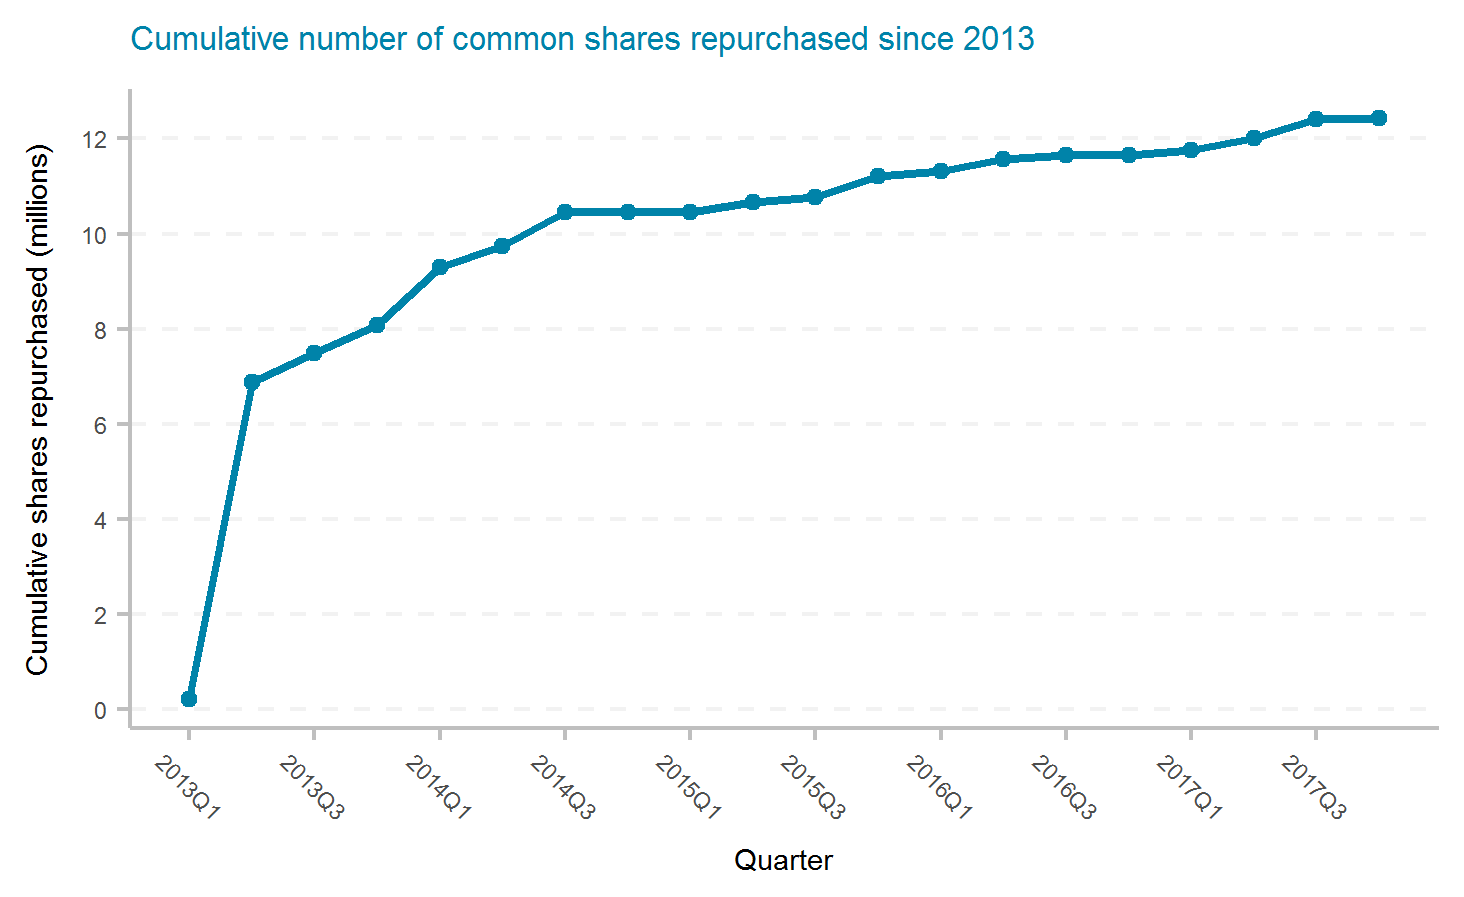 Cumulative number of common shares repurchased since 2013
Cumulative shares repurchased (millions)
12
10
8
6
4
2
0
2013Q1
2013Q3
2014Q1
2014Q3
2015Q1
2015Q3
2016Q1
2016Q3
2017Q1
2017Q3
Quarter